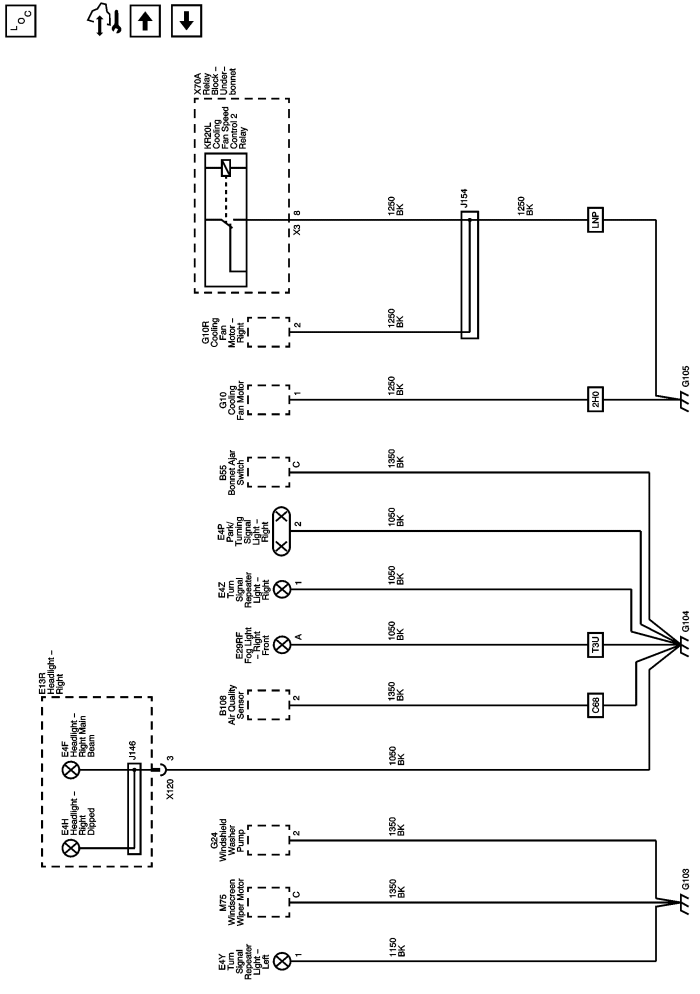 LOC
X70A
Relay
Block –
Under-
bonnet
KR20L
Cooling
Fan Speed
Control 2
Relay
8
X3
1250
BK
J154
1250
BK
LNP
G10R
Cooling
Fan
Motor –
Right
2
1250
BK
G10
Cooling
Fan Motor
1
1250
BK
2H0
G105
B55
Bonnet Ajar
Switch
C
1350
BK
E4P
Park/
Turning
Signal
Light –
Right
2
1050
BK
E4Z
Turn
Signal
Repeater
Light –
Right
1
1050
BK
E29RF
Fog Light
– Right
Front
A
1050
BK
T3U
G104
B108
Air Quality
Sensor
2
1350
BK
C68
E13R
Headlight –
Right
E4F
Headlight –
Right Main
Beam
J146
3
X120
1050
BK
E4H
Headlight –
Right
Dipped
G24
Windshield
Washer
Pump
2
1350
BK
M75
Windscreen
Wiper Motor
C
1350
BK
G103
E4Y
Turn
Signal
Repeater
Light –
Left
1
1150
BK